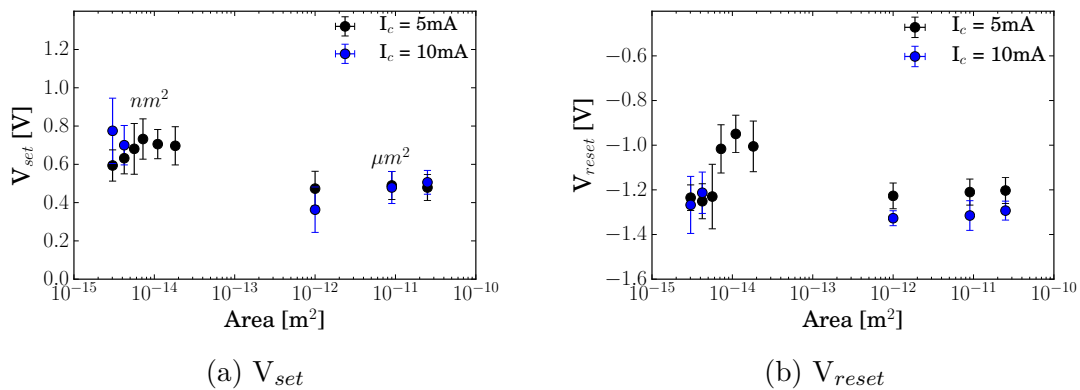 I_c = 5mA
I_c = 10mA
1.2
1.0
0.8
0.6
0.4
0.2
0.0
V_set [V]
nm²
μm²
10⁻¹⁵ 10⁻¹⁴ 10⁻¹³ 10⁻¹² 10⁻¹¹ 10⁻¹⁰
Area [m²]
(a) V_set
I_c = 5mA
I_c = 10mA
−0.4
−0.6
−0.8
−1.0
−1.2
−1.4
−1.6
V_reset [V]
10⁻¹⁵ 10⁻¹⁴ 10⁻¹³ 10⁻¹² 10⁻¹¹ 10⁻¹⁰
Area [m²]
(b) V_reset